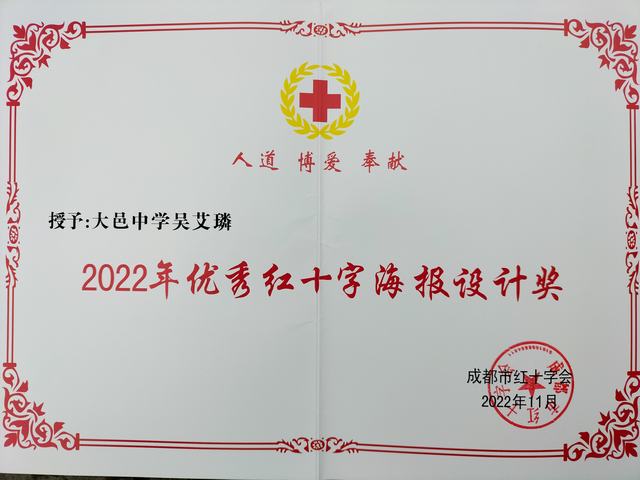 人道 博爱 奉献
授予:大邑中学吴艾璘
2022年优秀红十字海报设计奖
成都市红十字会
2022年11月